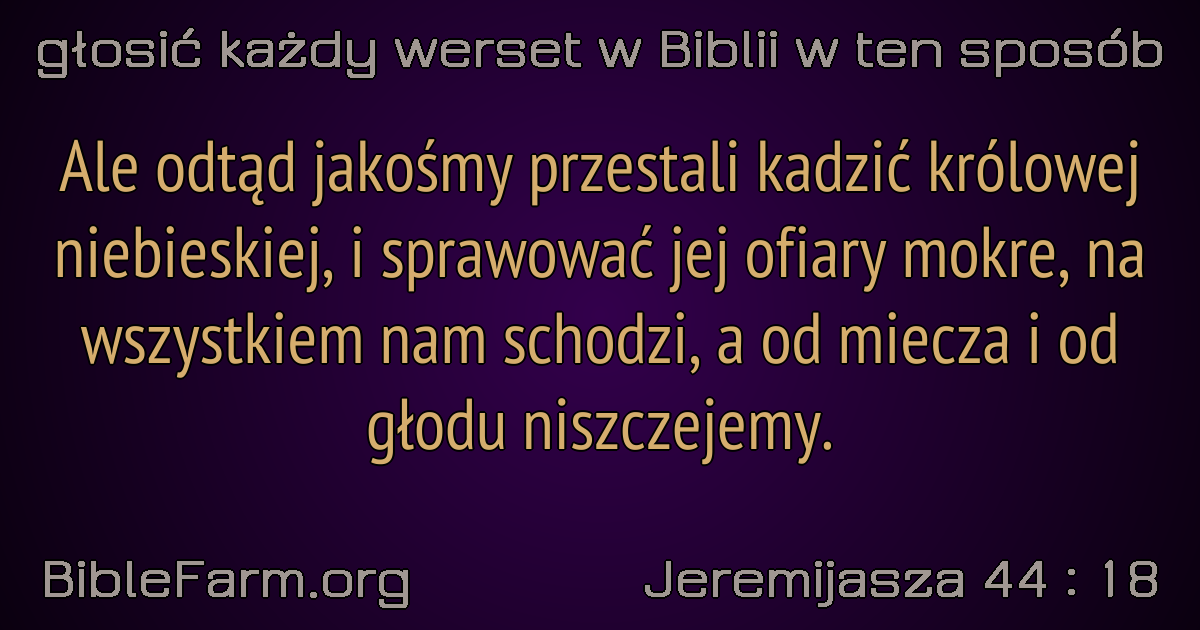 głosić każdy werset w Biblii w ten sposób
Ale odtąd jakośmy przestali kadzić królowej
niebieskiej, i sprawować jej ofiary mokre, na
wszystkiem nam schodzi, a od miecza i od
głodu niszczejemy.
BibleFarm.org
Jeremijasza 44 : 18